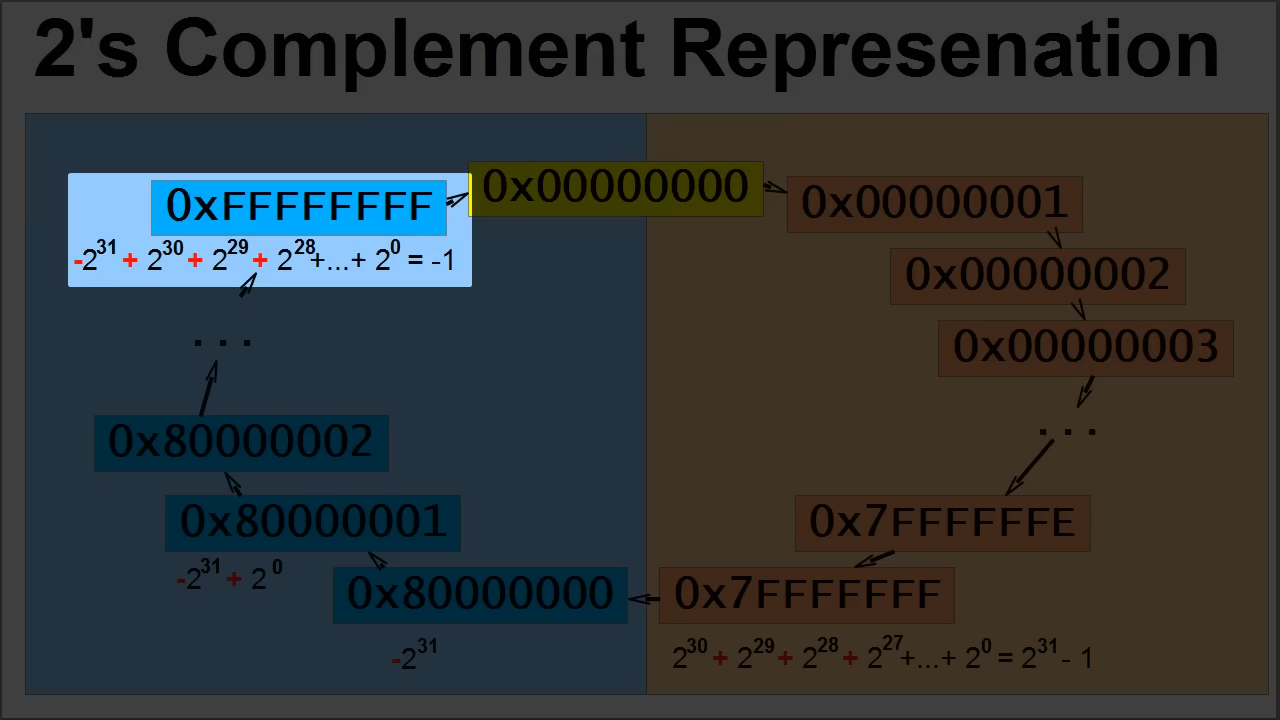 2's Complement Represenation
0x00000000
0xFFFFFFFF
0x00000001
-2^31 + 2^30 + 2^29 + 2^28 +...+ 2^0 = -1
0x00000002
. . .
0x00000003
. . .
0x80000002
0x80000001
0x7FFFFFFE
-2^31 + 2^0
0x80000000
0x7FFFFFFF
-2^31
2^30 + 2^29 + 2^28 + 2^27 +...+ 2^0 = 2^31 - 1